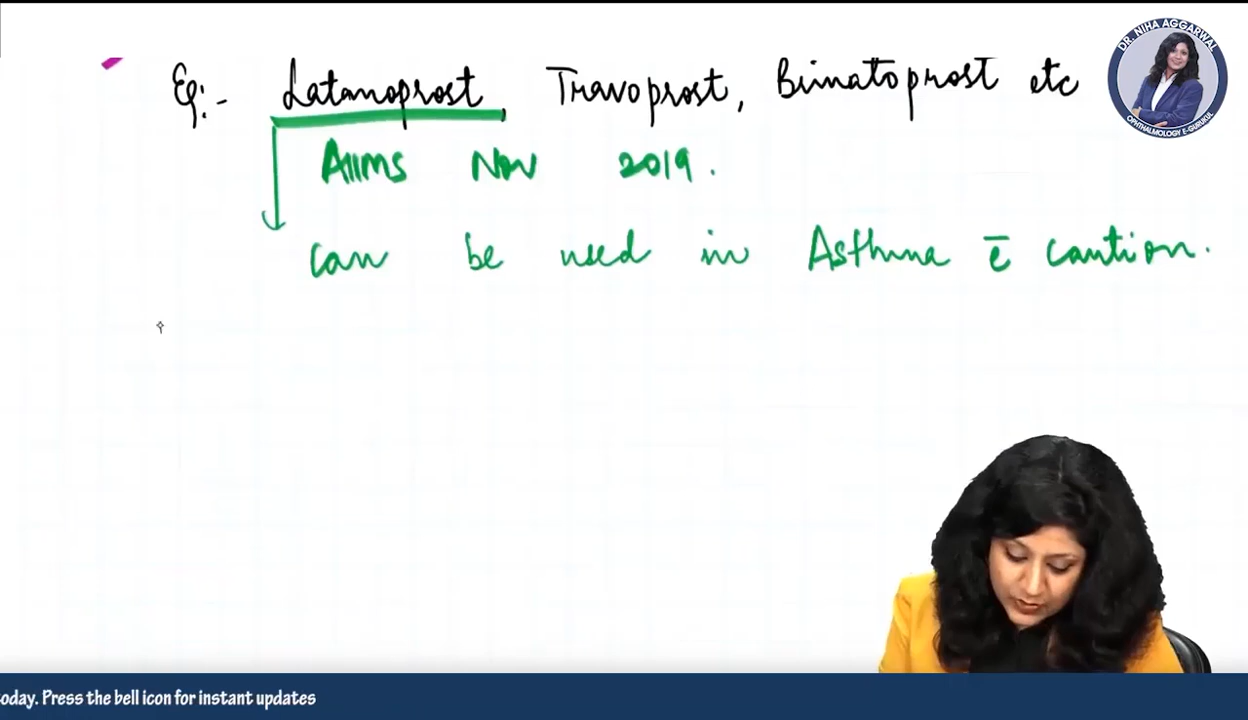 Eg:- Latanoprost, Travoprost, Bimatoprost etc
AIIMS Nov 2019.
can be used in Asthma c̄ caution.
DR. NIHA AGGARWAL
OPHTHALMOLOGY E-GURUKUL
today. Press the bell icon for instant updates